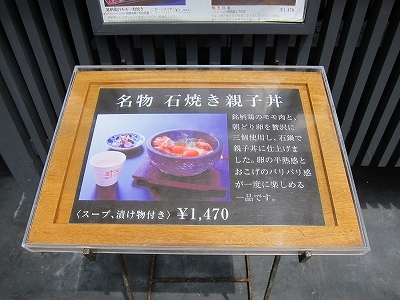 ¥1,470
名物 石焼き親子丼
銘柄鶏のモモ肉と、
朝どり卵を贅沢に
三個使用し、石鍋で
親子丼に仕上げま
した。卵の半熟感と
おこげのパリパリ感
が一度に楽しめる
一品です。
〈スープ、漬け物付き〉¥1,470